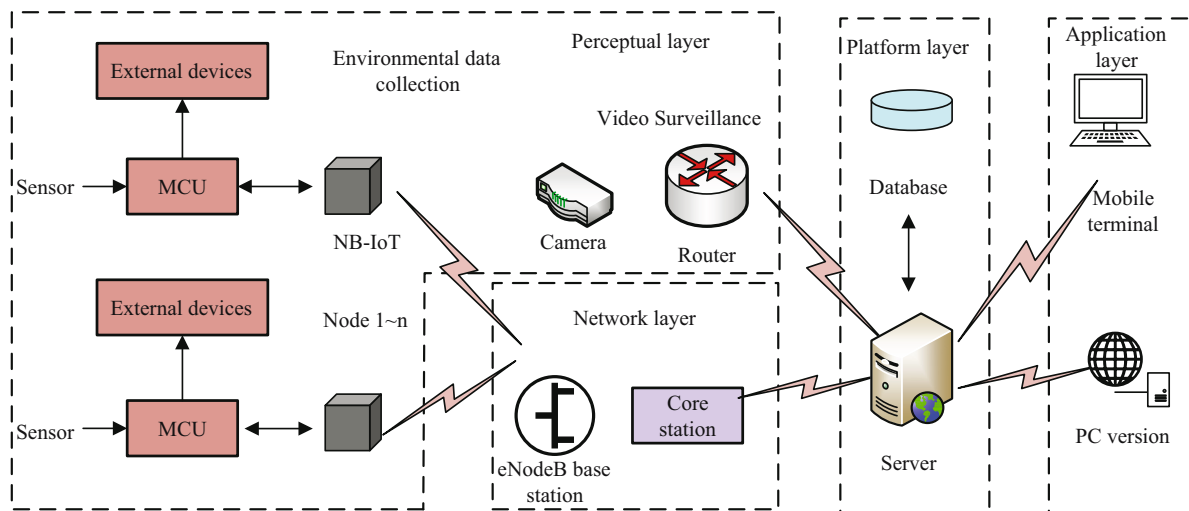 Perceptual layer
Environmental data
collection
External devices
Sensor
MCU
NB-IoT
Video Surveillance
Camera
Router
External devices
Node 1~n
Sensor
MCU
Network layer
eNodeB base
station
Core
station
Platform layer
Database
Server
Application
layer
Mobile
terminal
PC version